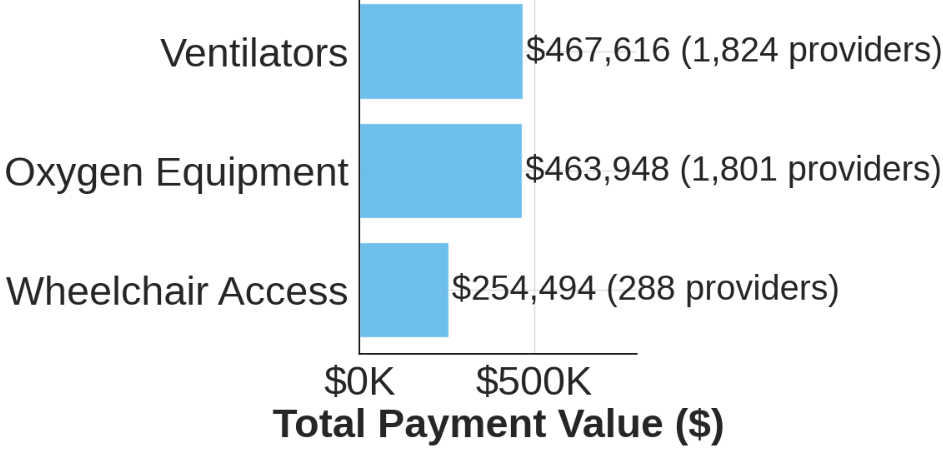 Ventilators $467,616 (1,824 providers)
Oxygen Equipment $463,948 (1,801 providers)
Wheelchair Access $254,494 (288 providers)
$0K $500K
Total Payment Value ($)